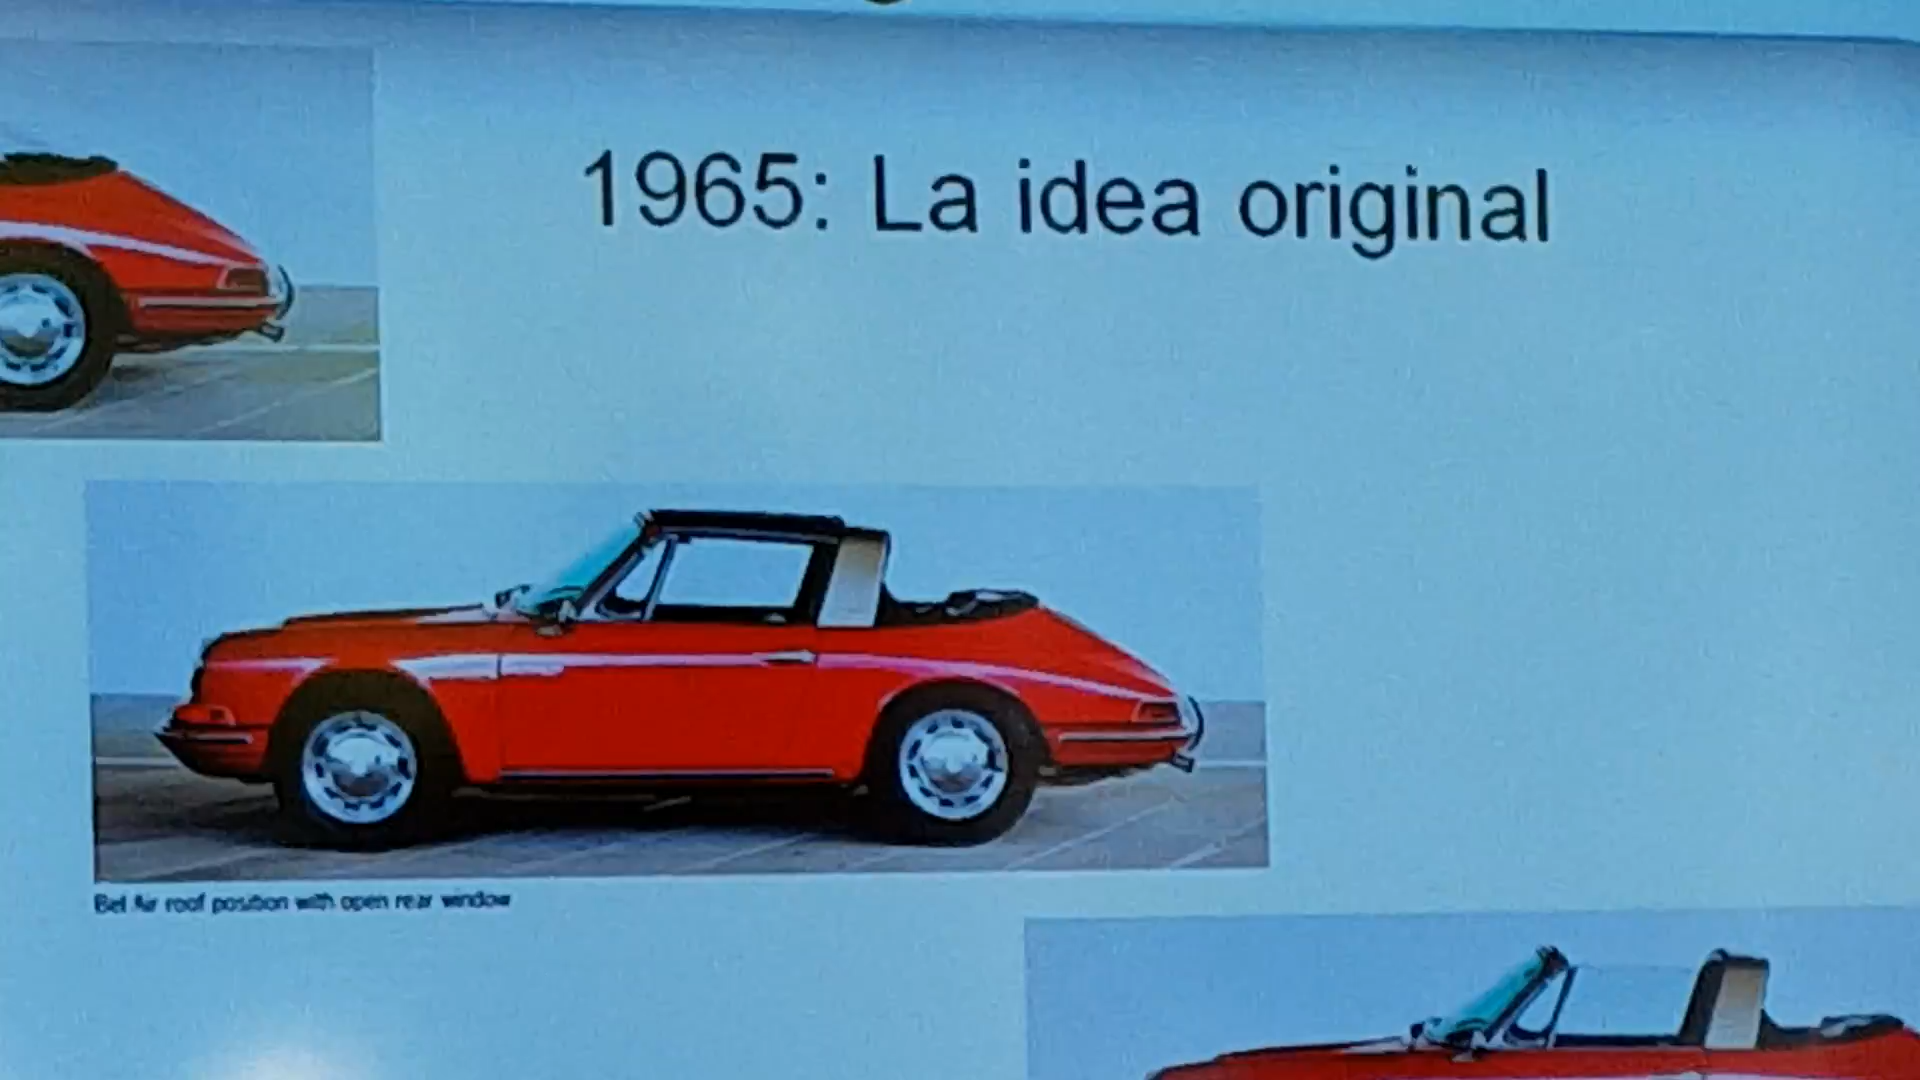 1965: La idea original
Bel Air roof position with open rear window